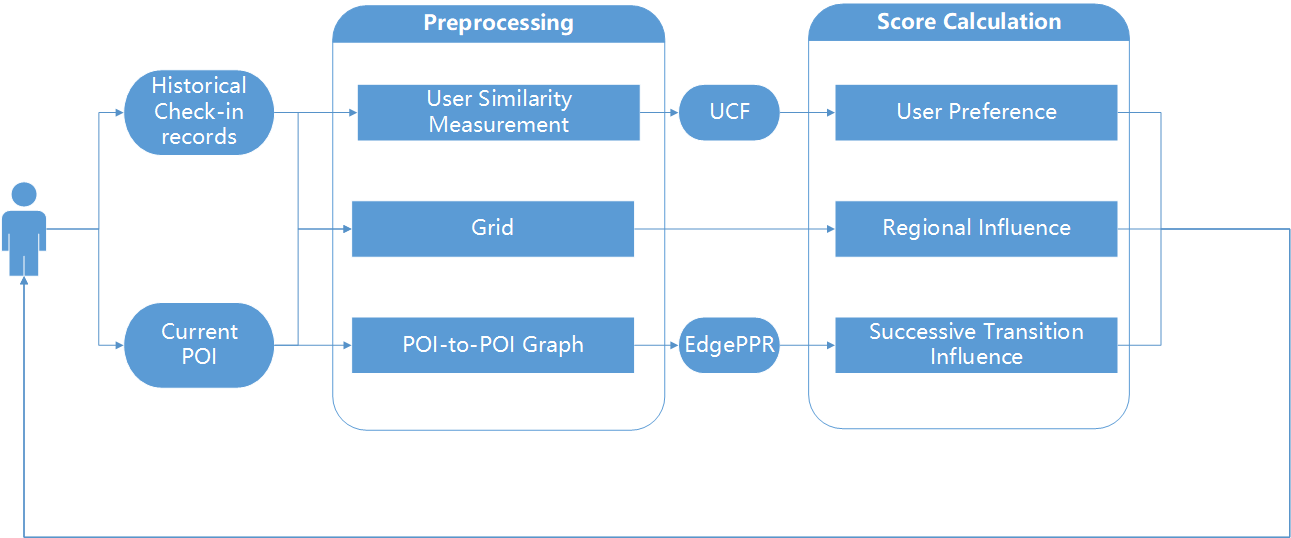 Preprocessing
Score Calculation
Historical
Check-in
records
User Similarity
Measurement
UCF
User Preference
Grid
Regional Influence
Current
POI
POI-to-POI Graph
EdgePPR
Successive Transition
Influence